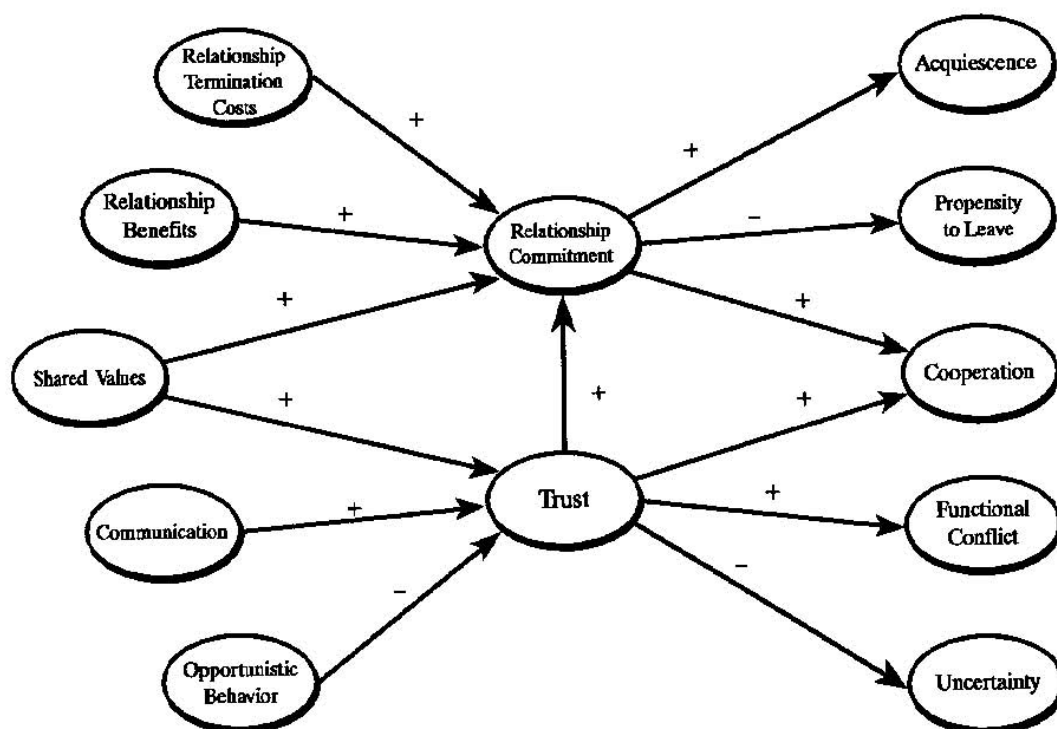 Relationship
Termination
Costs
Acquiescence
+
+
Relationship
Benefits
+
Relationship
Commitment
−
Propensity
to Leave
+
+
Shared Values
+
+
+
Cooperation
Communication
+
Trust
+
Functional
Conflict
−
−
Opportunistic
Behavior
Uncertainty